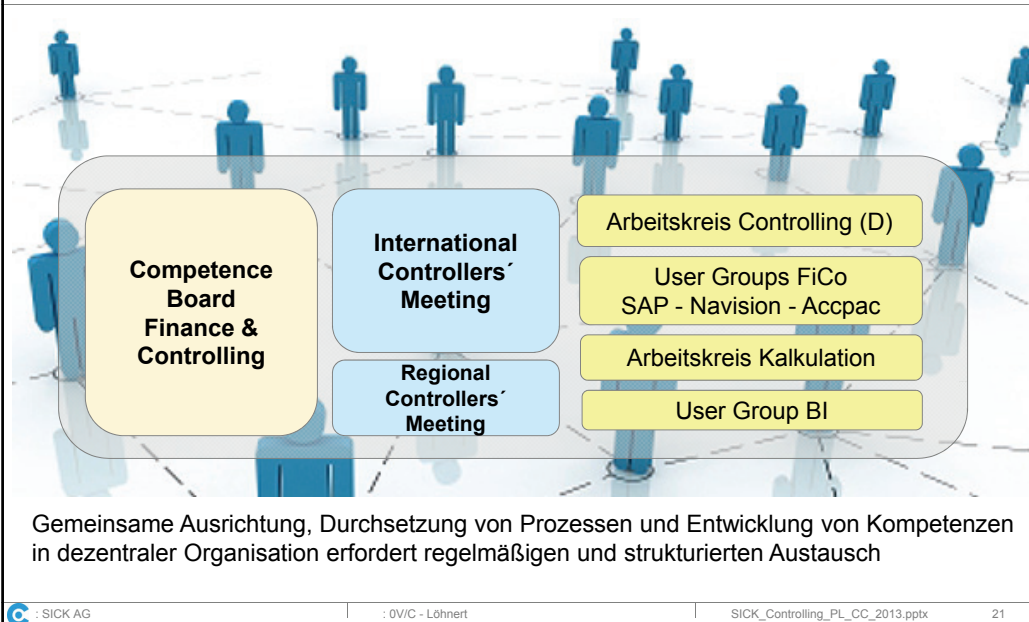 Competence
Board
Finance &
Controlling
International
Controllers´
Meeting
Regional
Controllers´
Meeting
Arbeitskreis Controlling (D)
User Groups FiCo
SAP - Navision - Accpac
Arbeitskreis Kalkulation
User Group BI
Gemeinsame Ausrichtung, Durchsetzung von Prozessen und Entwicklung von Kompetenzen
in dezentraler Organisation erfordert regelmäßigen und strukturierten Austausch
: SICK AG
: 0V/C - Löhnert
SICK_Controlling_PL_CC_2013.pptx
21